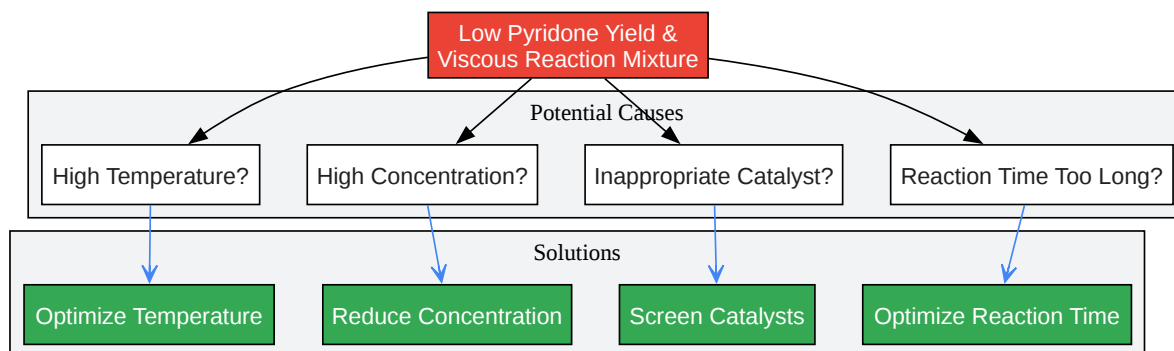 Low Pyridone Yield &
Viscous Reaction Mixture
Potential Causes
High Temperature?
High Concentration?
Inappropriate Catalyst?
Reaction Time Too Long?
Solutions
Optimize Temperature
Reduce Concentration
Screen Catalysts
Optimize Reaction Time